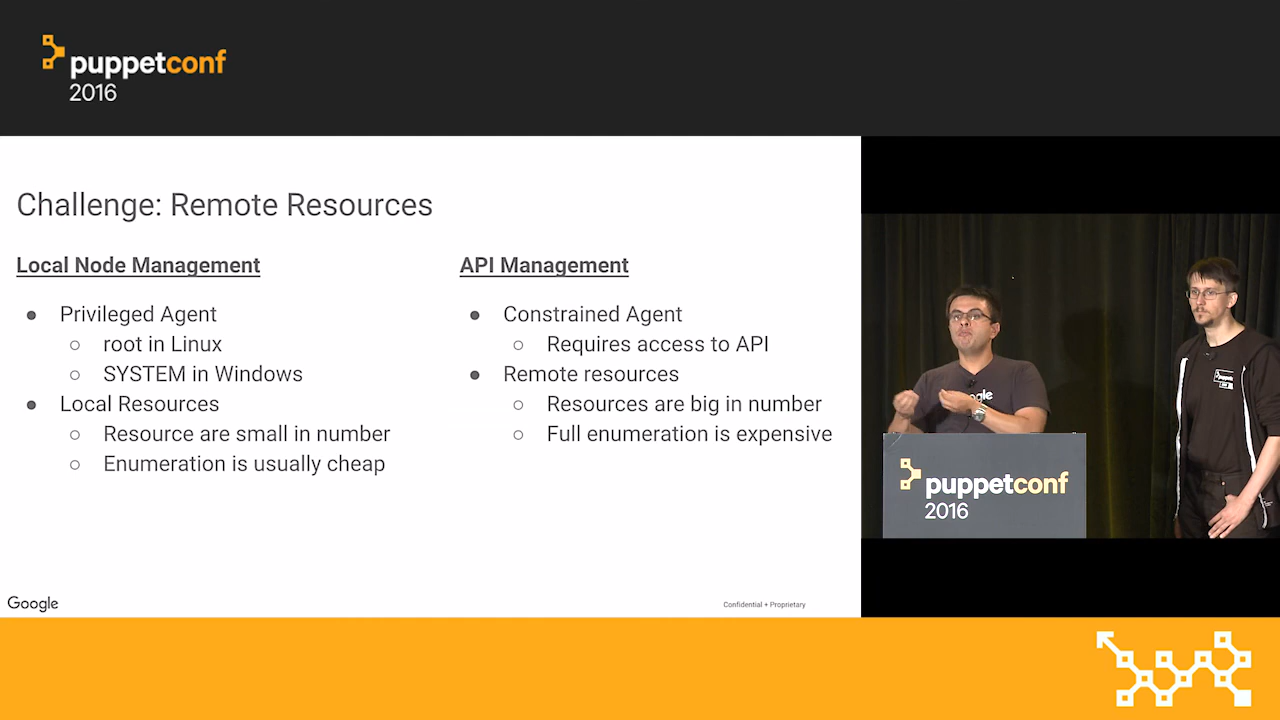 puppetconf
2016
Challenge: Remote Resources
Local Node Management
● Privileged Agent
○ root in Linux
○ SYSTEM in Windows
● Local Resources
○ Resource are small in number
○ Enumeration is usually cheap
API Management
● Constrained Agent
○ Requires access to API
● Remote resources
○ Resources are big in number
○ Full enumeration is expensive
Google
Confidential + Proprietary
puppetconf
2016